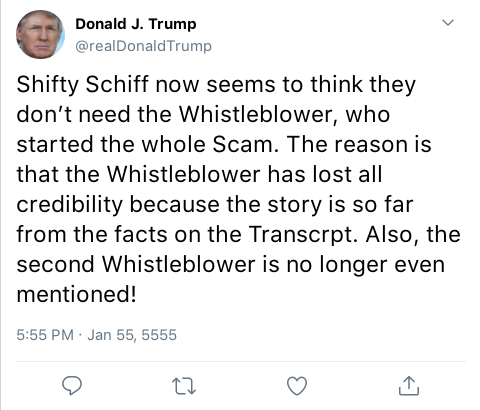 Donald J. Trump
@realDonaldTrump
Shifty Schiff now seems to think they
don’t need the Whistleblower, who
started the whole Scam. The reason is
that the Whistleblower has lost all
credibility because the story is so far
from the facts on the Transcrpt. Also, the
second Whistleblower is no longer even
mentioned!
5:55 PM · Jan 55, 5555